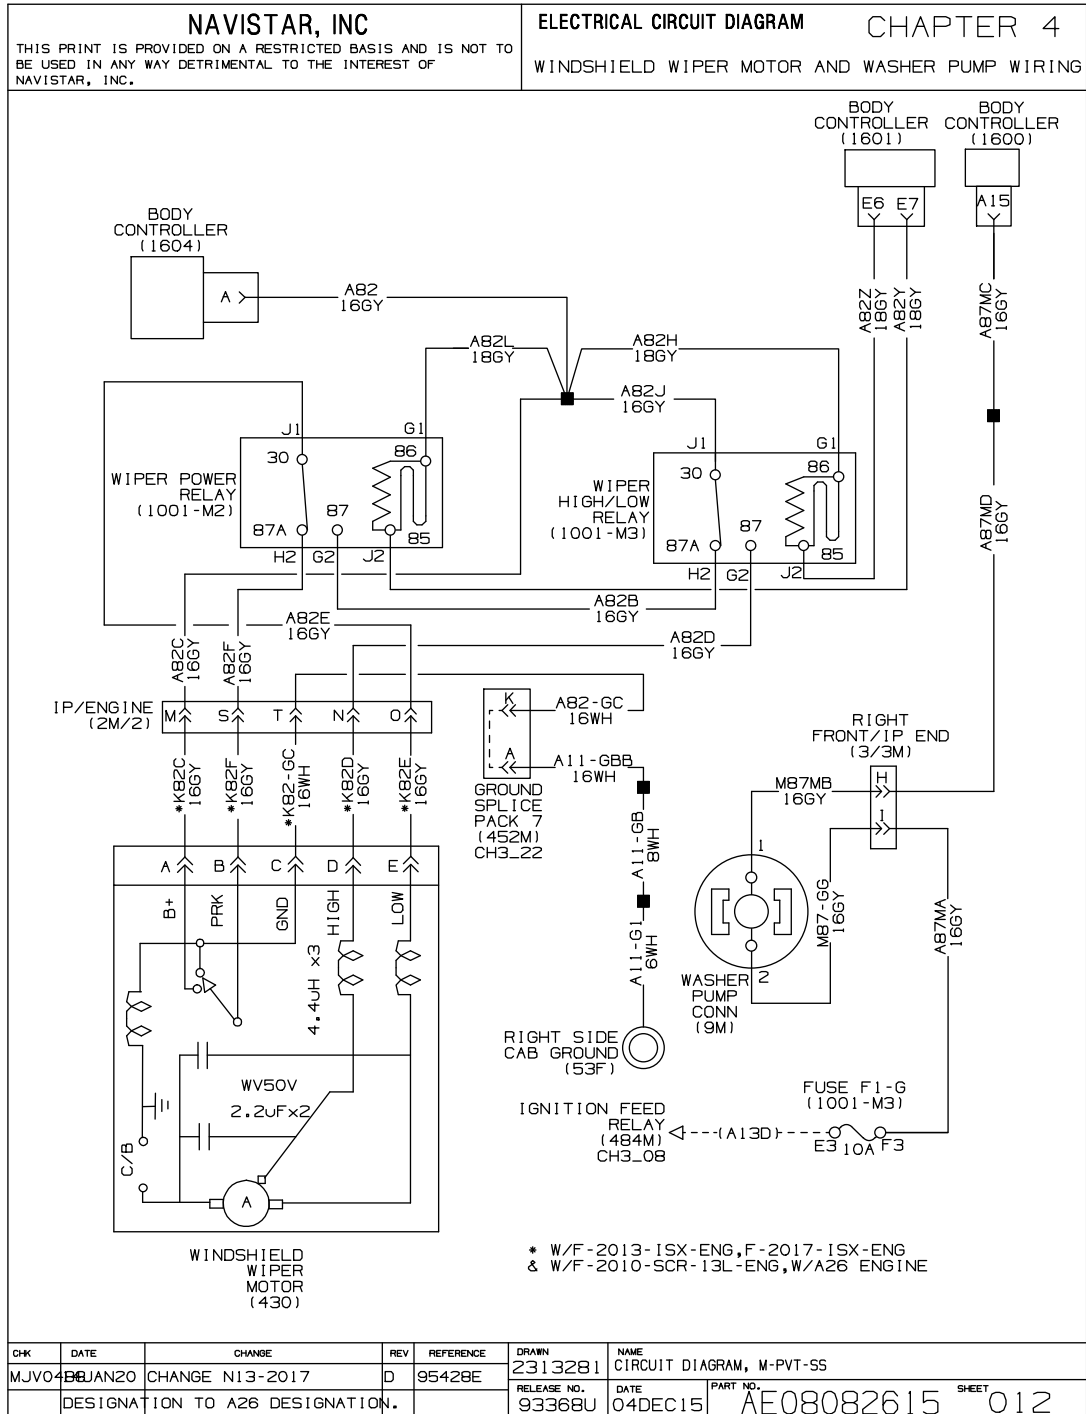 NAVISTAR, INC
THIS PRINT IS PROVIDED ON A RESTRICTED BASIS AND IS NOT TO
BE USED IN ANY WAY DETRIMENTAL TO THE INTEREST OF
NAVISTAR, INC.
ELECTRICAL CIRCUIT DIAGRAM
CHAPTER 4
WINDSHIELD WIPER MOTOR AND WASHER PUMP WIRING
BODY
CONTROLLER
(1601)
BODY
CONTROLLER
(1600)
E6
E7
A15
BODY
CONTROLLER
(1604)
A
A82
16GY
A82Z
18GY
A82Y
18GY
A87MC
16GY
A82L
18GY
A82H
18GY
A82J
16GY
J1
G1
30
86
WIPER POWER
RELAY
(1001-M2)
87
87A
85
H2
G2
J2
J1
G1
30
86
WIPER
HIGH/LOW
RELAY
(1001-M3)
87
87A
85
H2
G2
J2
A87MD
16GY
A82B
16GY
A82E
16GY
A82D
16GY
A82C
16GY
A82F
16GY
IP/ENGINE
(2M/2)
M
S
T
N
O
K
A82-GC
16WH
A
A11-GBB
16WH
GROUND
SPLICE
PACK 7
(452M)
CH3_22
RIGHT
FRONT/IP END
(3/3M)
H
I
M87MB
16GY
*K82C
16GY
*K82F
16GY
*K82-GC
16WH
*K82D
16GY
*K82E
16GY
A11-GB
8WH
A
B
C
D
E
B+
PRK
GND
HIGH
LOW
4.4uH x3
1
2
M87-GG
16GY
A87MA
16GY
A11-G1
6WH
WASHER
PUMP
CONN
(9M)
RIGHT SIDE
CAB GROUND
(53F)
WV50V
2.2uFx2
C/B
A
FUSE F1-G
(1001-M3)
IGNITION FEED
RELAY
(484M)
CH3_08
(A13D)
E3
10A
F3
WINDSHIELD
WIPER
MOTOR
(430)
* W/F-2013-ISX-ENG,F-2017-ISX-ENG
& W/F-2010-SCR-13L-ENG,W/A26 ENGINE
CHK
DATE
CHANGE
REV
REFERENCE
DRAWN
2313281
NAME
CIRCUIT DIAGRAM, M-PVT-SS
JAN20
CHANGE N13-2017
D
95428E
DESIGNATION TO A26 DESIGNATION.
RELEASE NO.
93368U
DATE
04DEC15
PART NO.
AE08082615
SHEET
012